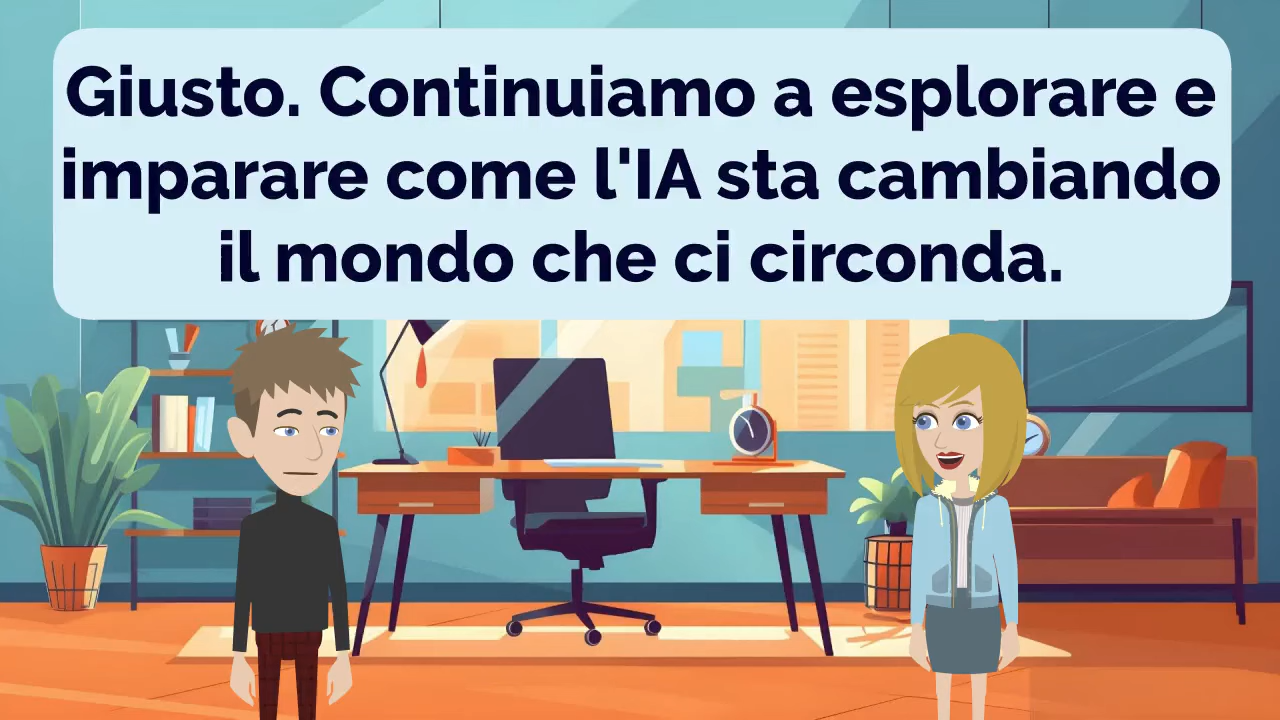 Giusto. Continuiamo a esplorare e
imparare come l'IA sta cambiando
il mondo che ci circonda.